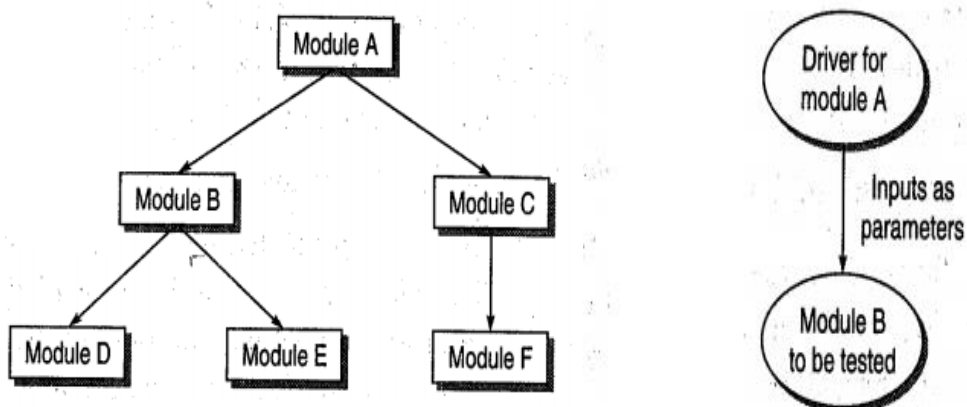 Module A
Module B
Module C
Module D
Module E
Module F
Driver for
module A
Inputs as
parameters
Module B
to be tested